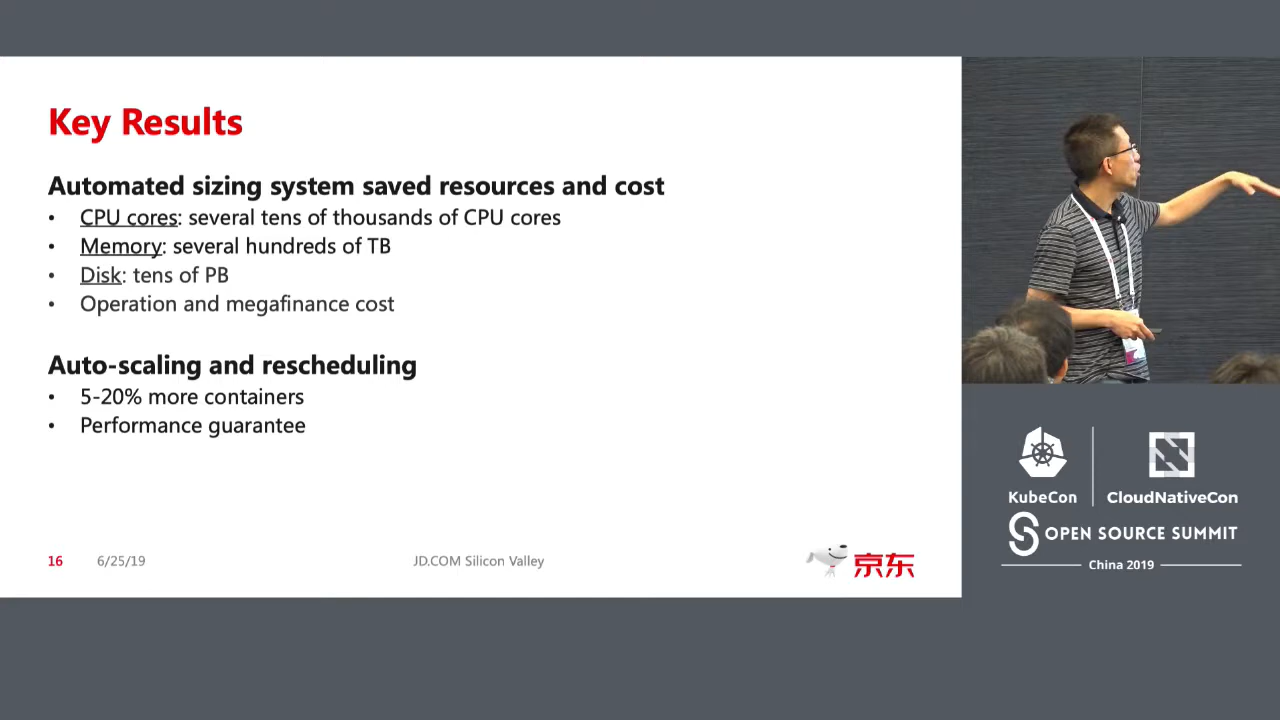 Key Results
Automated sizing system saved resources and cost
• CPU cores: several tens of thousands of CPU cores
• Memory: several hundreds of TB
• Disk: tens of PB
• Operation and megafinance cost
Auto-scaling and rescheduling
• 5-20% more containers
• Performance guarantee
16 6/25/19 JD.COM Silicon Valley 京东
KubeCon CloudNativeCon
OPEN SOURCE SUMMIT
China 2019